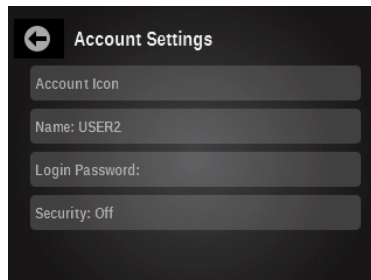 Account Settings
Account Icon
Name: USER2
Login Password:
Security: Off